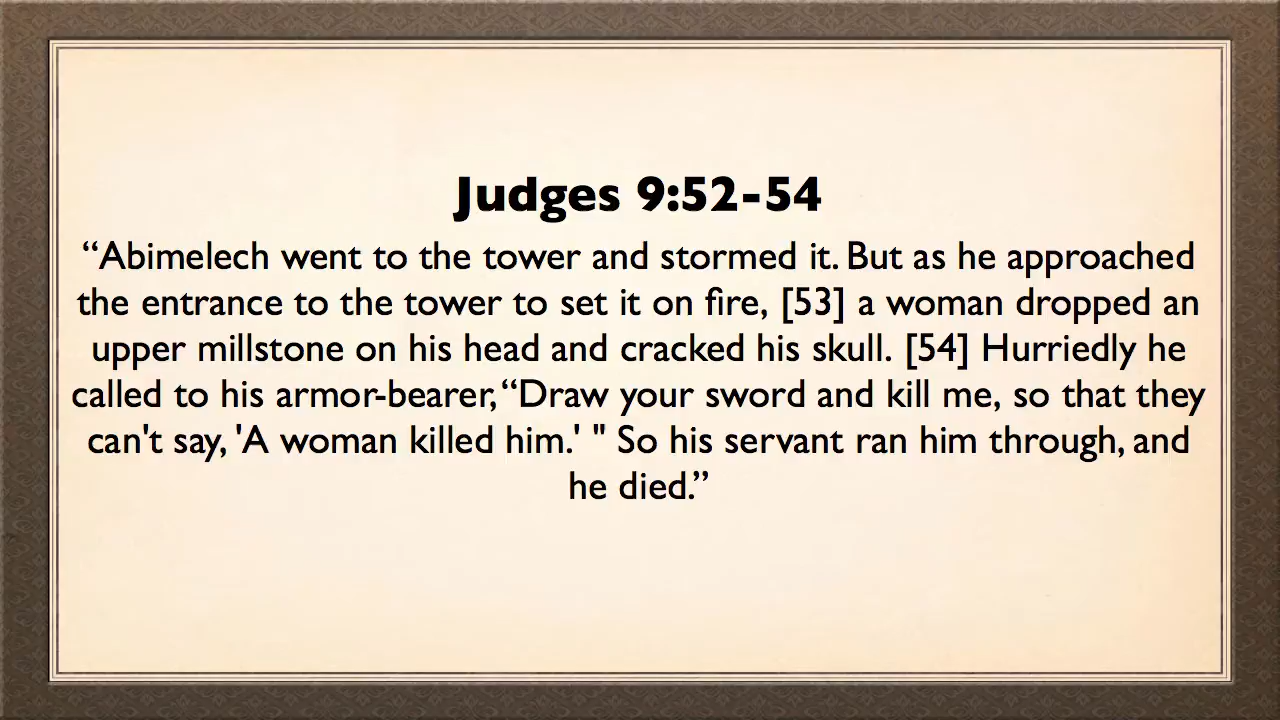 Judges 9:52-54
“Abimelech went to the tower and stormed it. But as he approached
the entrance to the tower to set it on fire, [53] a woman dropped an
upper millstone on his head and cracked his skull. [54] Hurriedly he
called to his armor-bearer, “Draw your sword and kill me, so that they
can't say, 'A woman killed him.' " So his servant ran him through, and
he died.”